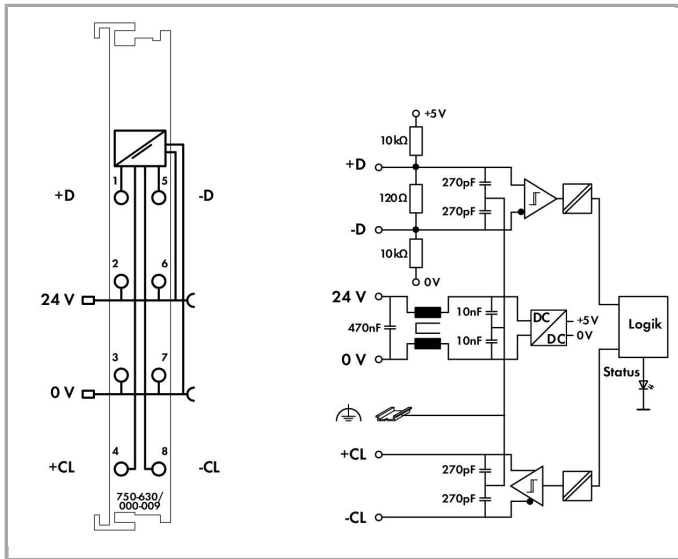 1
5
+D
-D
2
6
24 V
3
7
0 V
4
8
+CL
-CL
750-630/
000-009
+5V
10kΩ
+D
270pF
120Ω
270pF
-D
10kΩ
0V
24 V
10nF
DC
+5V
470nF
Logik
10nF
DC
0V
0 V
Status
+CL
270pF
270pF
-CL